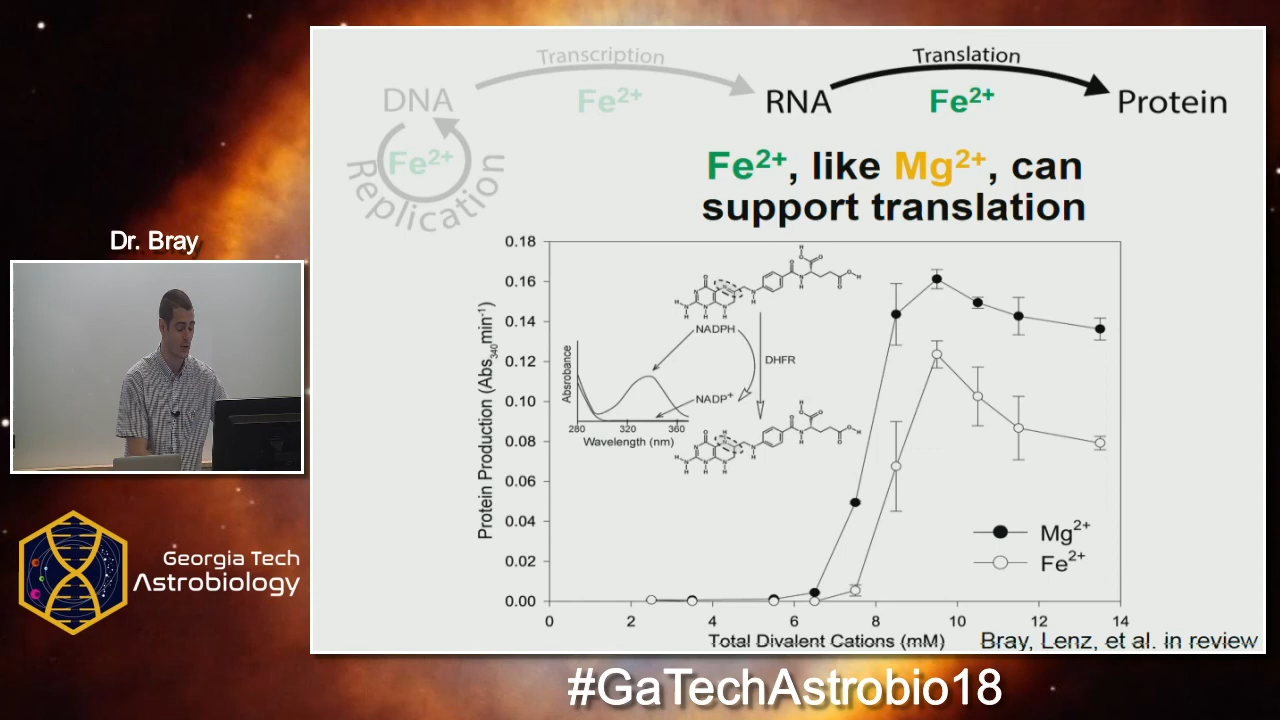 Transcription
Fe²⁺
DNA
RNA
Translation
Fe²⁺
Protein
Fe²⁺
Replication
Fe²⁺, like Mg²⁺, can
support translation
Dr. Bray
Georgia Tech
Astrobiology
Protein Production (Abs₃₄₀min⁻¹)
0.18
0.16
0.14
0.12
0.10
0.08
0.06
0.04
0.02
0.00
0 2 4 6 8 10 12 14
Total Divalent Cations (mM)
NADPH
DHFR
NADP⁺
Absrobance
280 320 360
Wavelength (nm)
Mg²⁺
Fe²⁺
Bray, Lenz, et al. in review
#GaTechAstrobio18